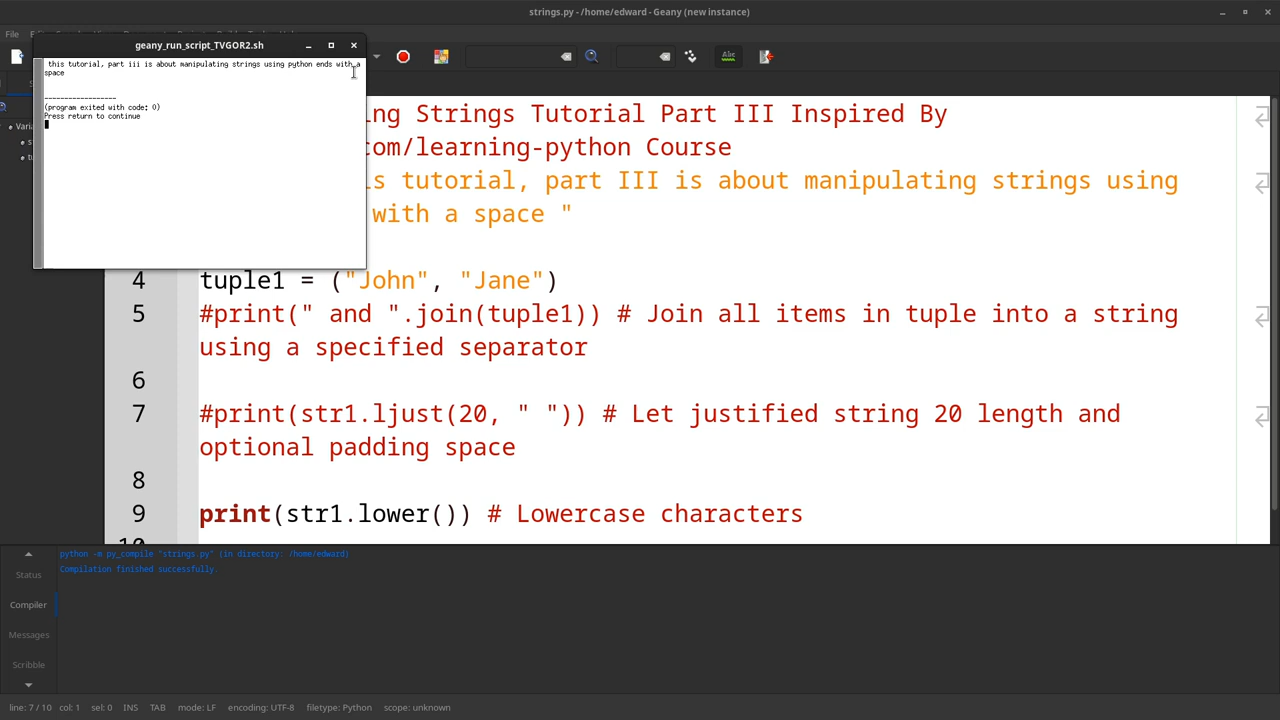 strings.py - /home/edward - Geany (new instance)
File
geany_run_script_TVGOR2.sh
Abc
this tutorial, part iii is about manipulating strings using python ends with a
space
------------------
(program exited with code: 0)
Press return to continue
ing Strings Tutorial Part III Inspired By
com/learning-python Course
is tutorial, part III is about manipulating strings using
with a space "
4 tuple1 = ("John", "Jane")
5 #print(" and ".join(tuple1)) # Join all items in tuple into a string
using a specified separator
6
7 #print(str1.ljust(20, " ")) # Let justified string 20 length and
optional padding space
8
9 print(str1.lower()) # Lowercase characters
10
Status
Compiler
Messages
Scribble
python -m py_compile "strings.py" (in directory: /home/edward)
Compilation finished successfully.
line: 7 / 10 col: 1 sel: 0 INS TAB mode: LF encoding: UTF-8 filetype: Python scope: unknown